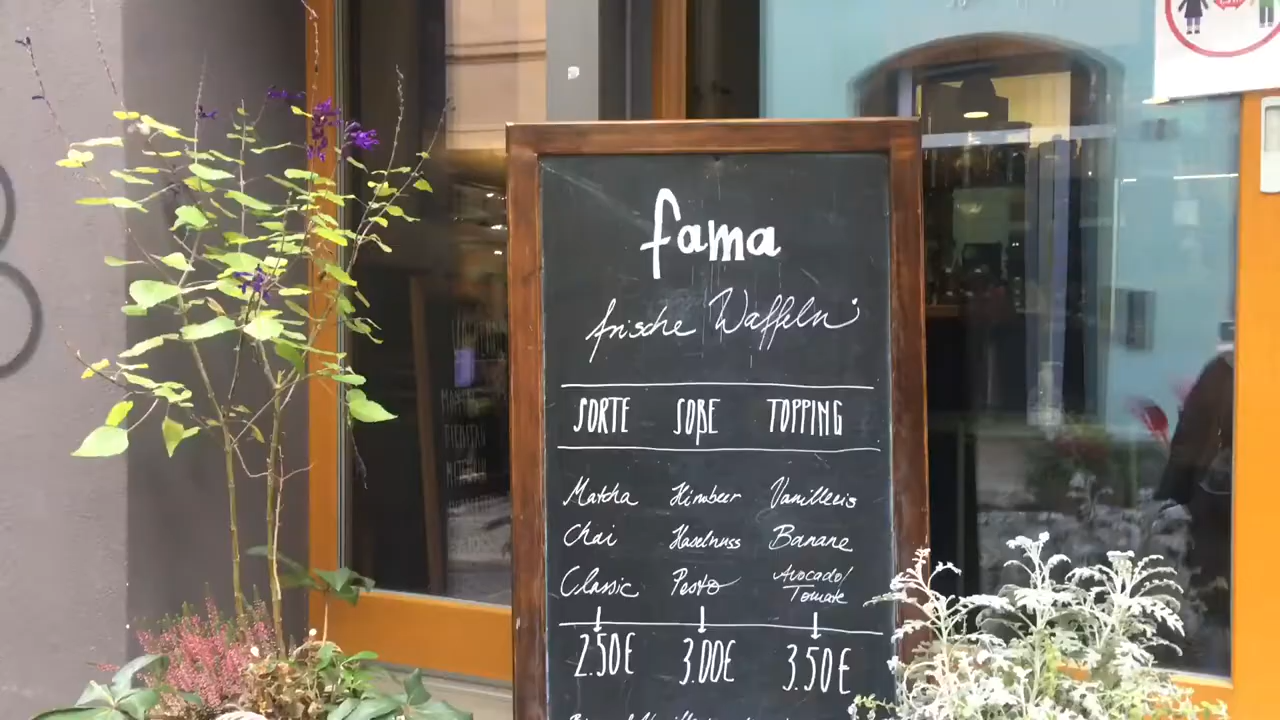 fama
frische Waffeln
SORTE SOßE TOPPING
Matcha Himbeer Vanilleeis
Chai Haselnuss Banane
Classic Pesto Avocado/
Tomate
2.50€ 3.00€ 3.50€